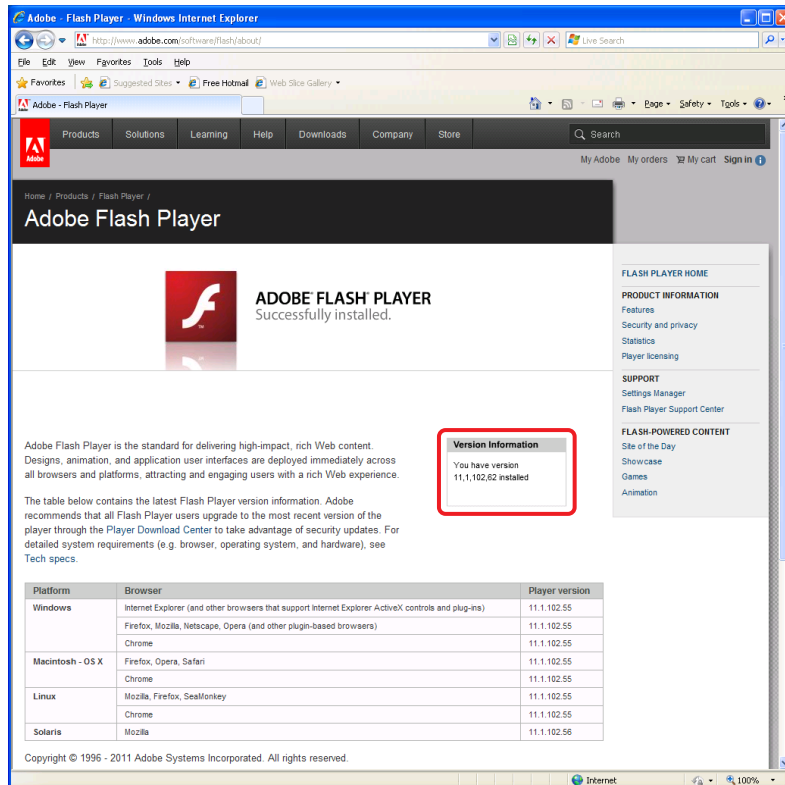 Adobe - Flash Player - Windows Internet Explorer
http://www.adobe.com/software/flash/about/
Live Search
File Edit View Favorites Tools Help
Favorites Suggested Sites Free Hotmail Web Slice Gallery
Adobe - Flash Player
Page Safety Tools
Adobe
Products Solutions Learning Help Downloads Company Store
Search
My Adobe My orders My cart Sign in
Home / Products / Flash Player /
Adobe Flash Player
ADOBE® FLASH® PLAYER
Successfully installed.
Adobe Flash Player is the standard for delivering high-impact, rich Web content.
Designs, animation, and application user interfaces are deployed immediately across
all browsers and platforms, attracting and engaging users with a rich Web experience.
The table below contains the latest Flash Player version information. Adobe
recommends that all Flash Player users upgrade to the most recent version of the
player through the Player Download Center to take advantage of security updates. For
detailed system requirements (e.g. browser, operating system, and hardware), see
Tech specs.
Version Information
You have version
11,1,102,62 installed
FLASH PLAYER HOME
PRODUCT INFORMATION
Features
Security and privacy
Statistics
Player licensing
SUPPORT
Settings Manager
Flash Player Support Center
FLASH-POWERED CONTENT
Site of the Day
Showcase
Games
Animation
Platform Browser Player version
Windows Internet Explorer (and other browsers that support Internet Explorer ActiveX controls and plug-ins) 11.1.102.55
Firefox, Mozilla, Netscape, Opera (and other plugin-based browsers) 11.1.102.55
Chrome 11.1.102.55
Macintosh - OS X Firefox, Opera, Safari 11.1.102.55
Chrome 11.1.102.55
Linux Mozilla, Firefox, SeaMonkey 11.1.102.55
Chrome 11.1.102.55
Solaris Mozilla 11.1.102.56
Copyright © 1996 - 2011 Adobe Systems Incorporated. All rights reserved.
Internet 100%